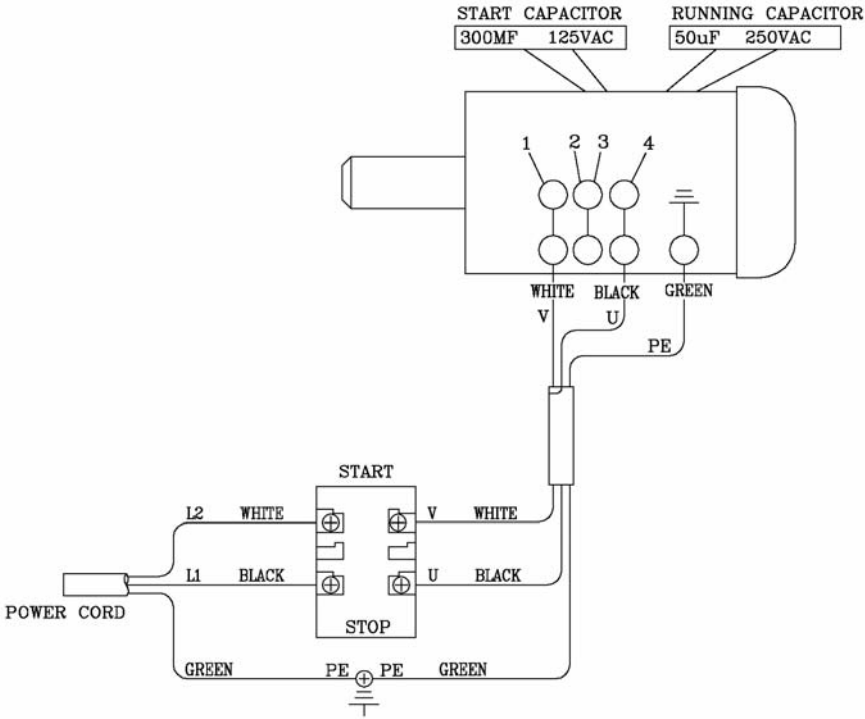 START CAPACITOR
300MF 125VAC
RUNNING CAPACITOR
50uF 250VAC
1
2
3
4
WHITE
BLACK
GREEN
V
U
PE
START
L2 WHITE
V WHITE
L1 BLACK
U BLACK
POWER CORD
STOP
GREEN
PE
PE
GREEN